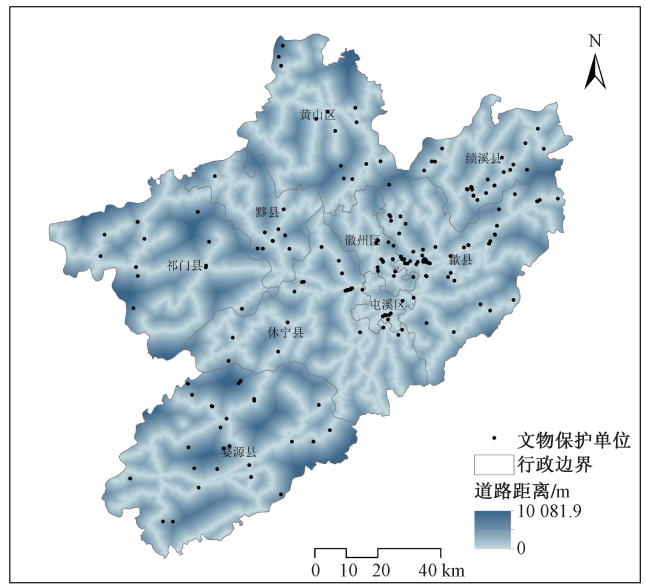 N
黄山区
绩溪县
黟县
徽州区
歙县
祁门县
屯溪区
休宁县
婺源县
文物保护单位
行政边界
道路距离/m
10 081.9
0
0 10 20 40 km